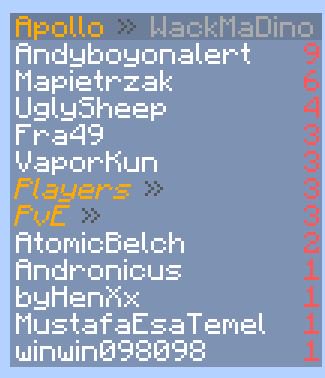 Apollo » WackMaDino
Andyboyonalert 9
Mapietrzak 6
UglySheep 4
Fra49 3
VaporKun 3
Players » 3
PvE » 3
AtomicBelch 2
Andronicus 1
byHenXx 1
MustafaEsaTemel 1
winwin098098 1